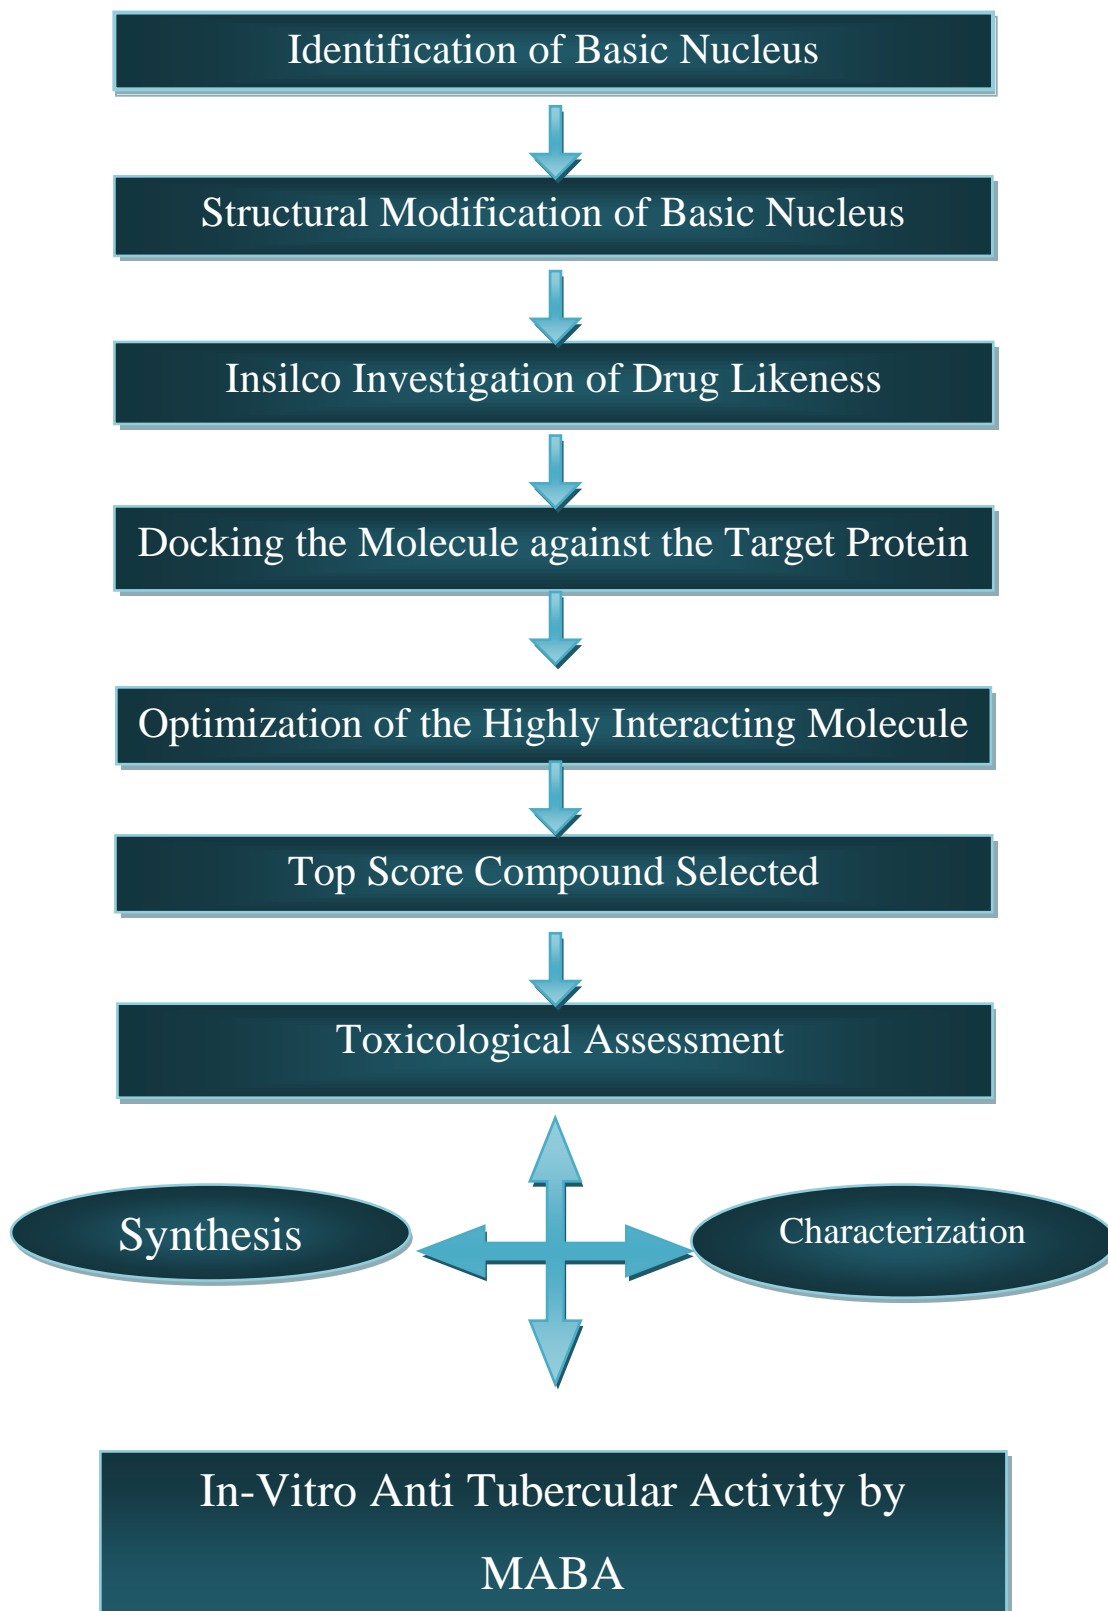 Identification of Basic Nucleus
Structural Modification of Basic Nucleus
Insilco Investigation of Drug Likeness
Docking the Molecule against the Target Protein
Optimization of the Highly Interacting Molecule
Top Score Compound Selected
Toxicological Assessment
Synthesis
Characterization
In-Vitro Anti Tubercular Activity by
MABA